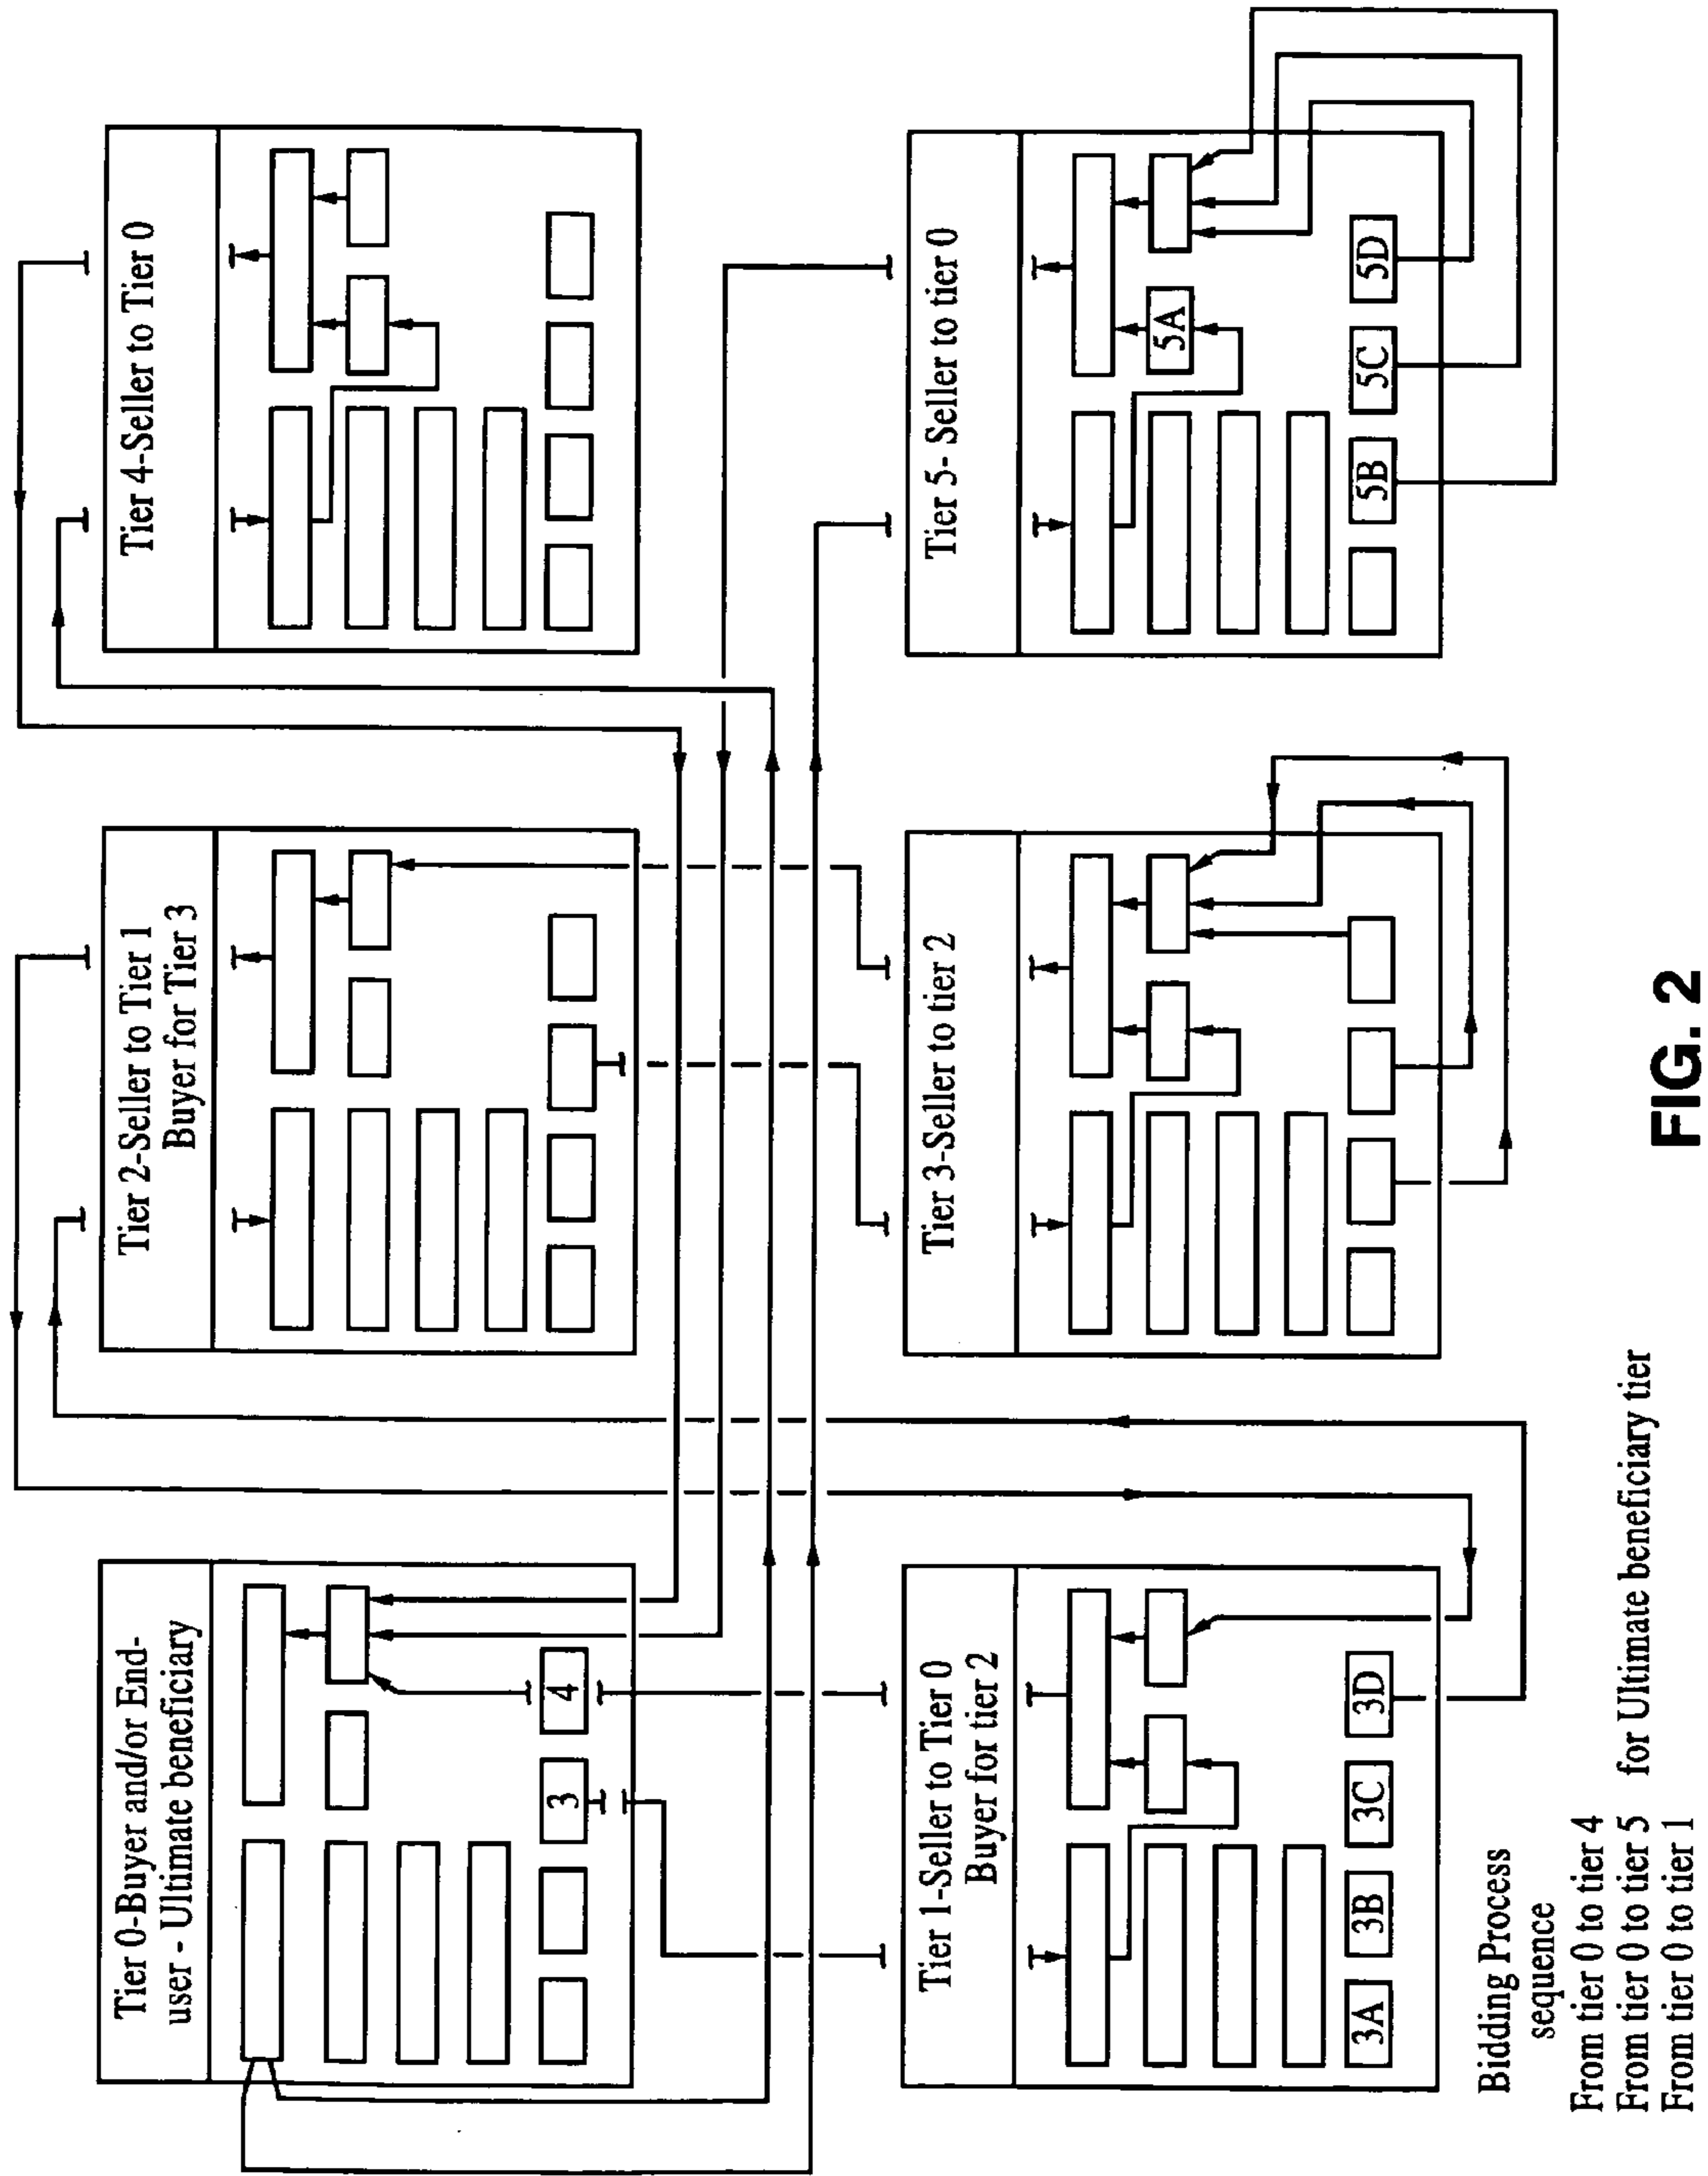 Tier 0-Buyer and/or End-
user - Ultimate beneficiary
3
4
Tier 2-Seller to Tier 1
Buyer for Tier 3
Tier 4-Seller to Tier 0
Tier 1-Seller to Tier 0
Buyer for tier 2
3A
3B
3C
3D
Tier 3-Seller to tier 2
Tier 5- Seller to tier 0
5A
5B
5C
5D
Bidding Process
sequence
From tier 0 to tier 4
From tier 0 to tier 5 for Ultimate beneficiary tier
From tier 0 to tier 1
FIG. 2